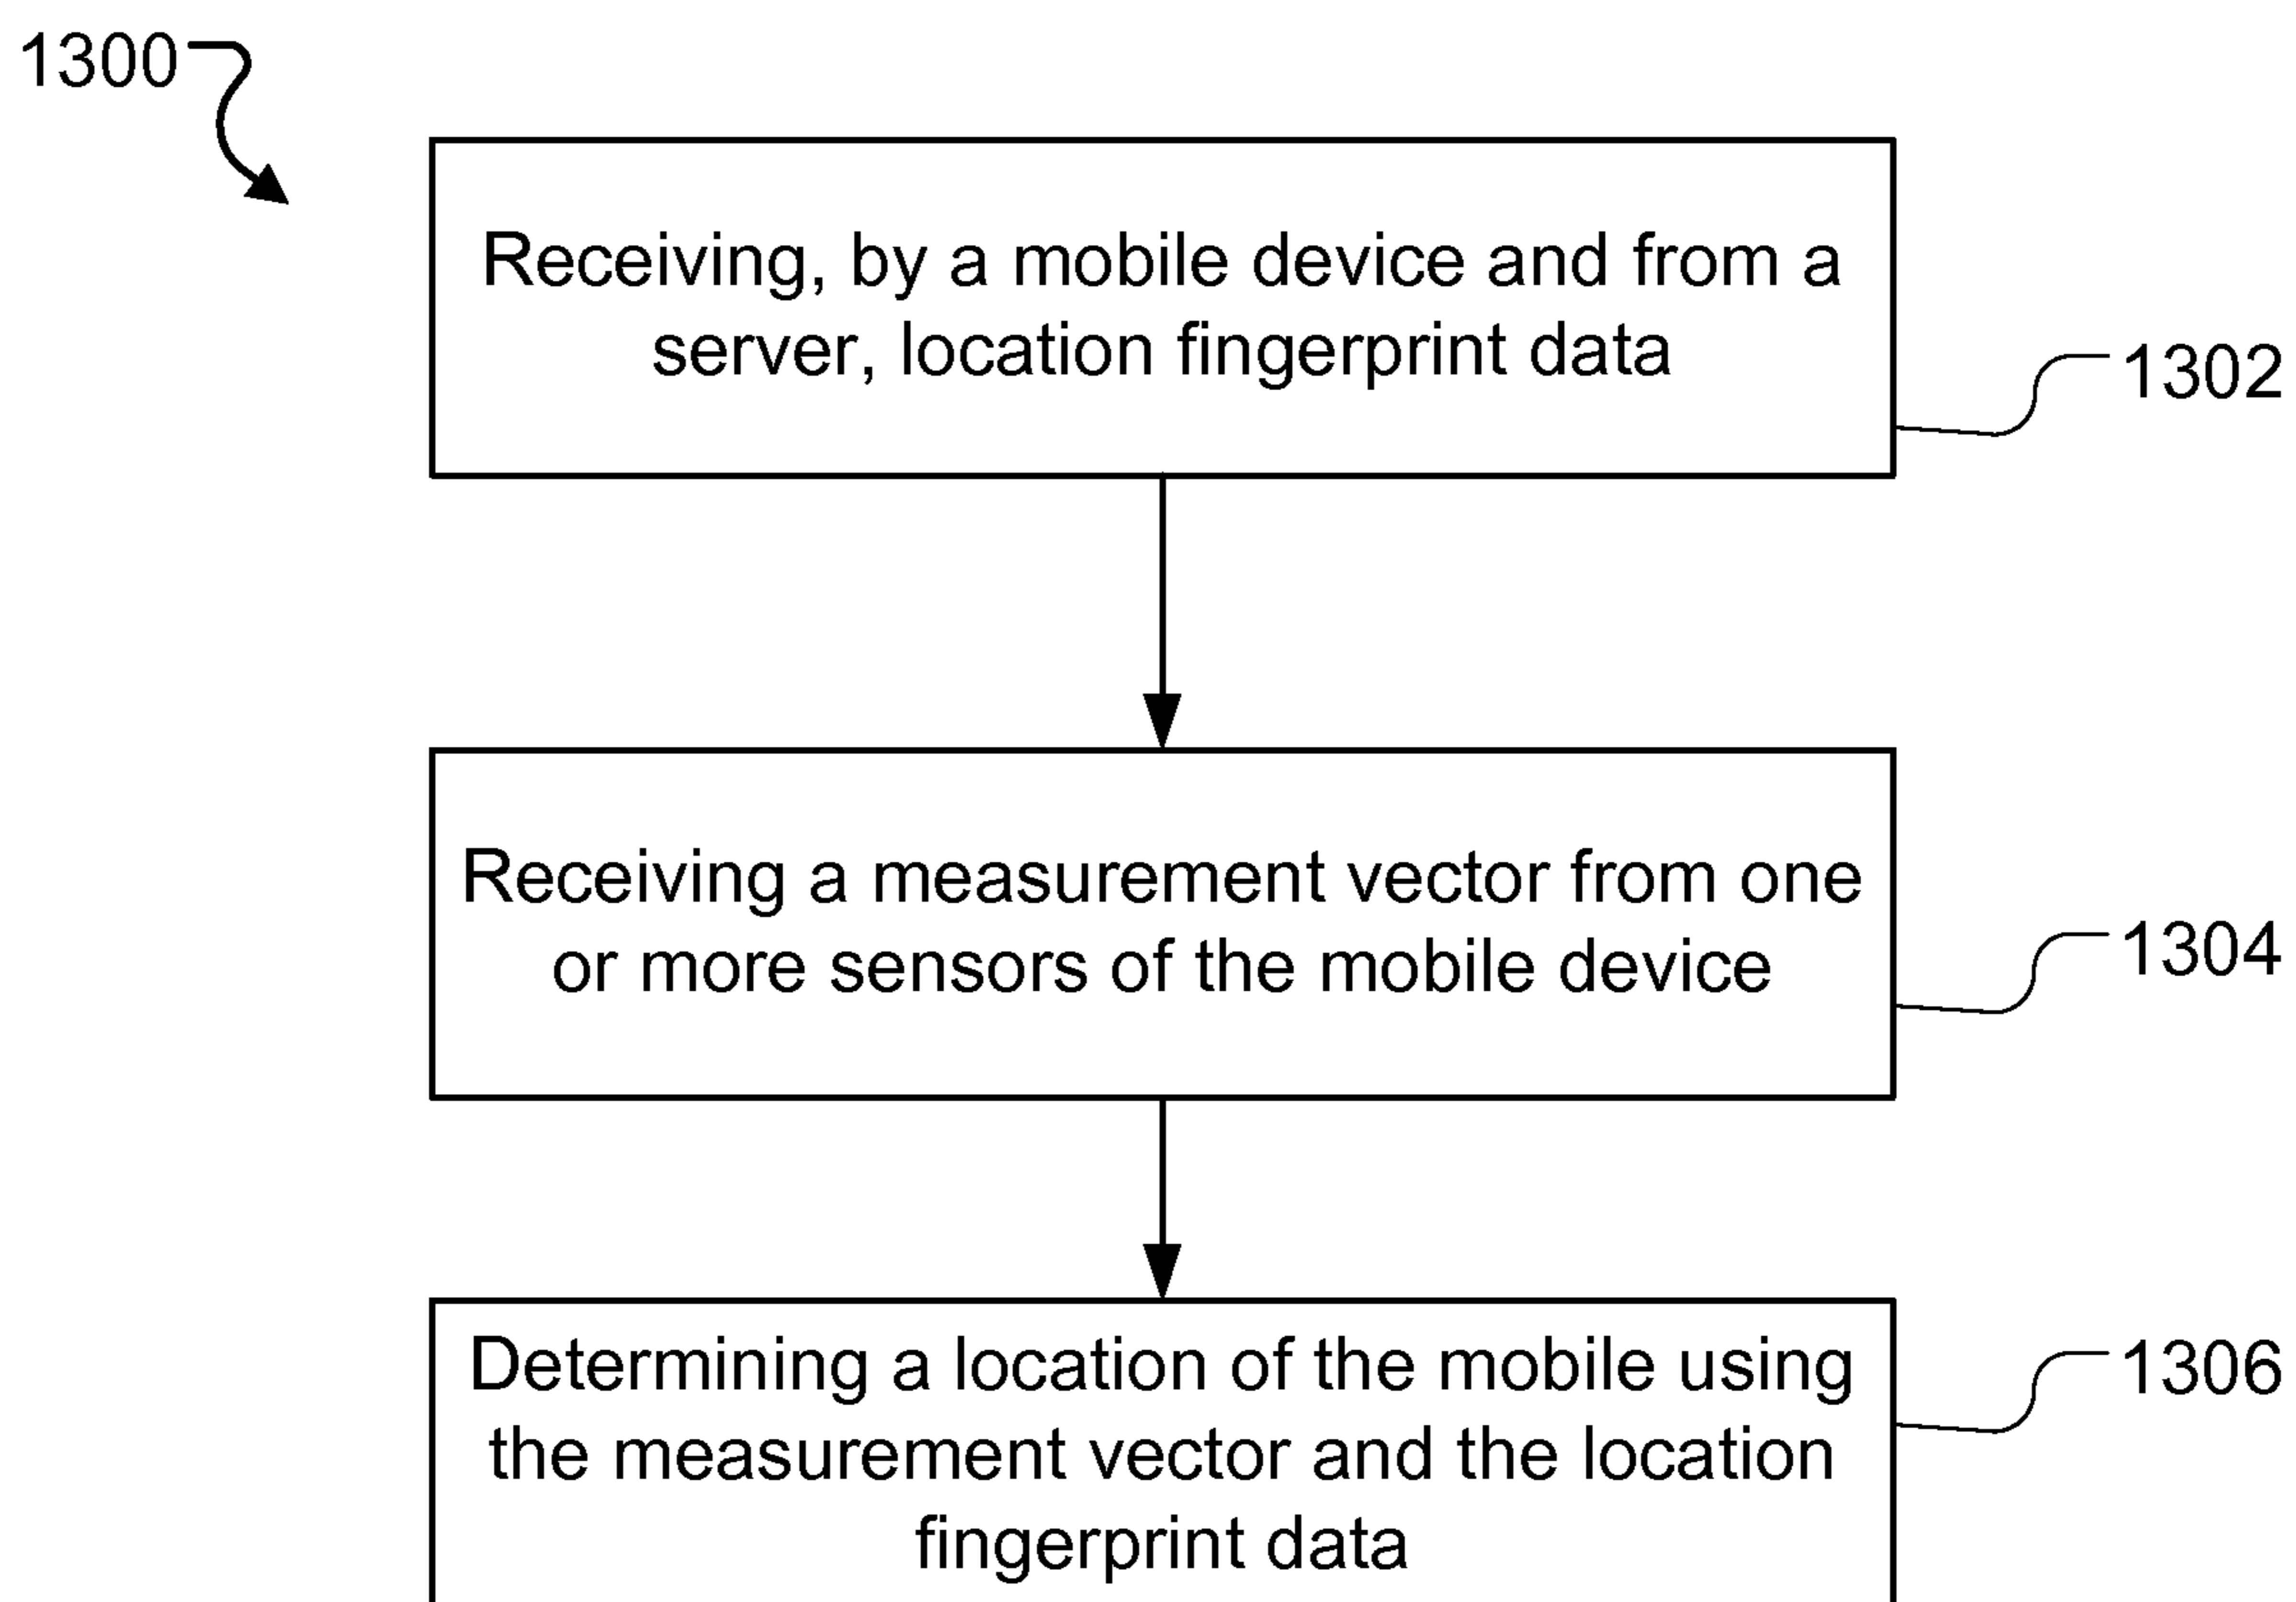 1300
Receiving, by a mobile device and from a
server, location fingerprint data
1302
Receiving a measurement vector from one
or more sensors of the mobile device
1304
Determining a location of the mobile using
the measurement vector and the location
fingerprint data
1306